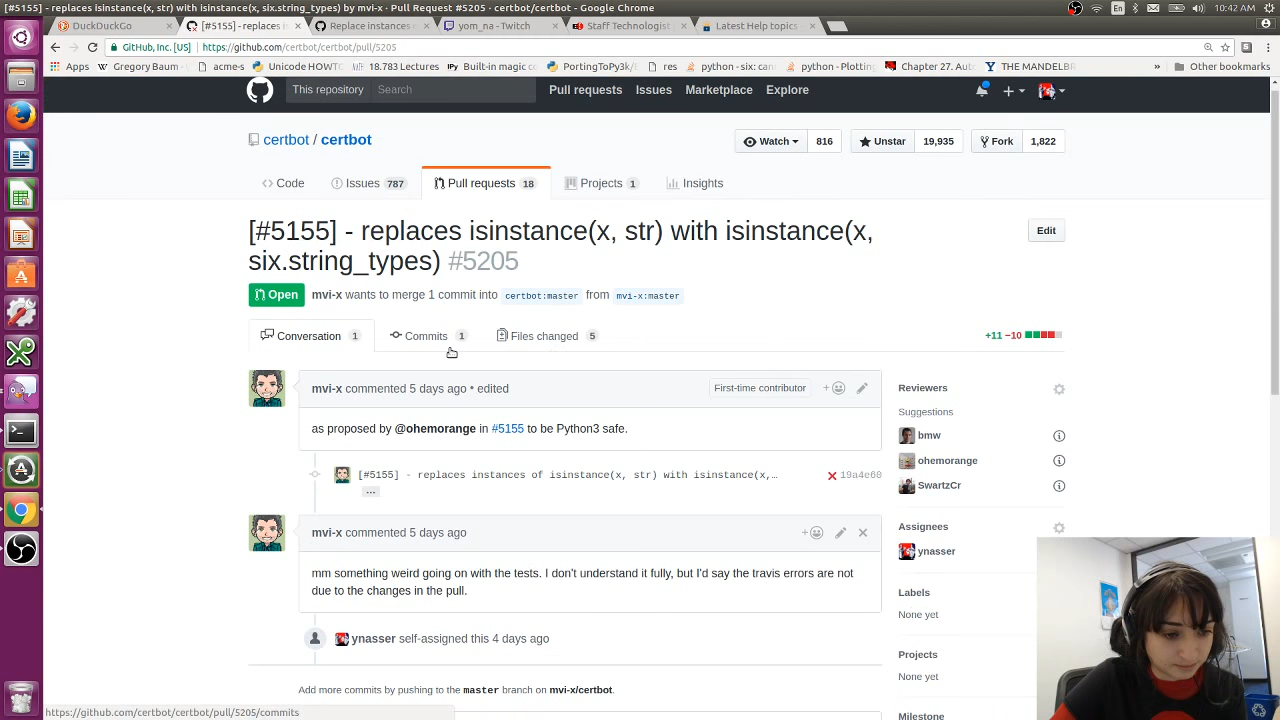 [#5155] - replaces isinstance(x, str) with isinstance(x, six.string_types) by mvi-x · Pull Request #5205 · certbot/certbot - Google Chrome
10:42 AM
DuckDuckGo
[#5155] - replaces is
Replace instances
yom_na - Twitch
Staff Technologist
Latest Help topics -
GitHub, Inc. [US] https://github.com/certbot/certbot/pull/5205
Apps
Gregory Baum -
acme-s
Unicode HOWTO
18.783 Lectures
Built-in magic co
PortingToPy3k/E
res
python - six: can
python - Plotting
Chapter 27. Auto
THE MANDELBR
»
Other bookmarks
This repository
Search
Pull requests
Issues
Marketplace
Explore
certbot / certbot
Watch
816
Unstar
19,935
Fork
1,822
<> Code
Issues 787
Pull requests 18
Projects 1
Insights
[#5155] - replaces isinstance(x, str) with isinstance(x,
six.string_types) #5205
Edit
Open
mvi-x wants to merge 1 commit into certbot:master from mvi-x:master
Conversation 1
Commits 1
Files changed 5
+11 −10
mvi-x commented 5 days ago • edited
First-time contributor
as proposed by @ohemorange in #5155 to be Python3 safe.
[#5155] - replaces instances of isinstance(x, str) with isinstance(x,…
19a4e60
...
mvi-x commented 5 days ago
mm something weird going on with the tests. I don't understand it fully, but I'd say the travis errors are not
due to the changes in the pull.
ynasser self-assigned this 4 days ago
Add more commits by pushing to the master branch on mvi-x/certbot.
Reviewers
Suggestions
bmw
ohemorange
SwartzCr
Assignees
ynasser
Labels
None yet
Projects
None yet
Milestone
https://github.com/certbot/certbot/pull/5205/commits